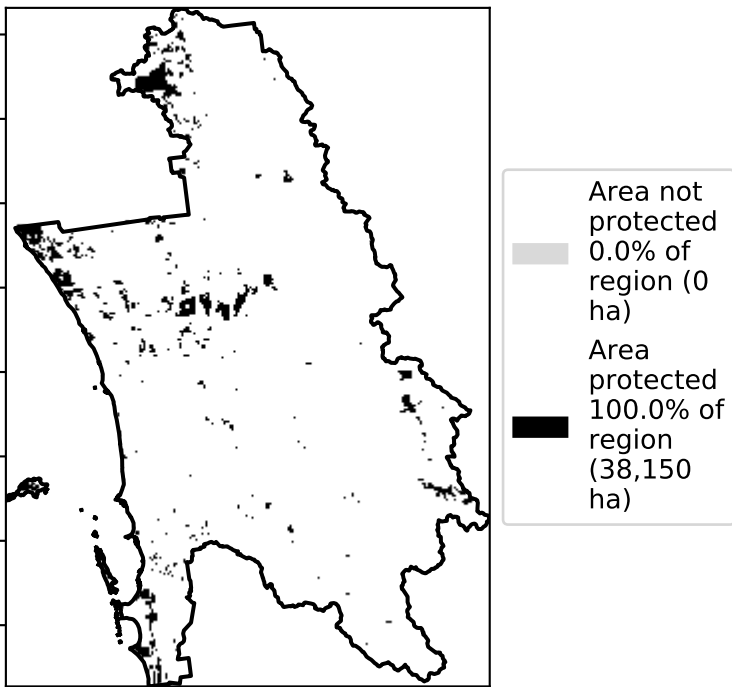 Area not
protected
0.0% of
region (0
ha)
Area
protected
100.0% of
region
(38,150
ha)